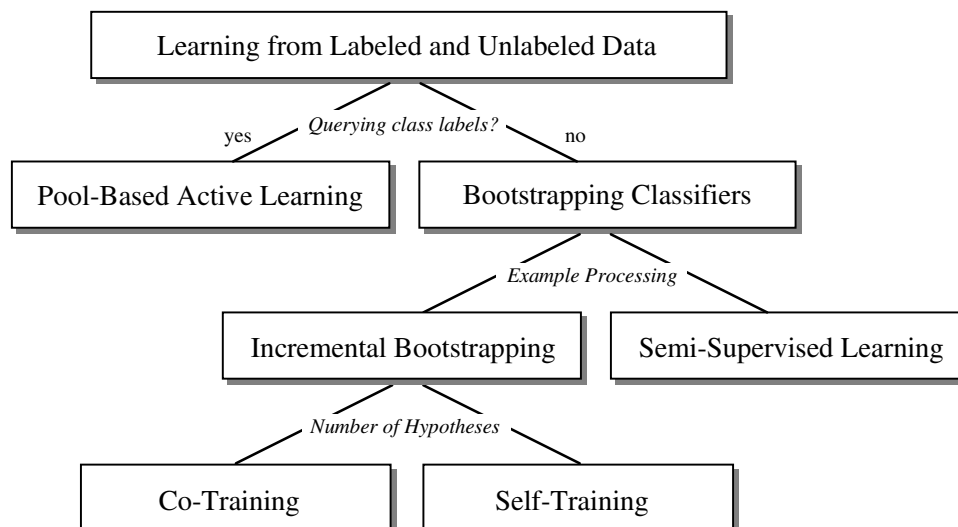 Learning from Labeled and Unlabeled Data
Querying class labels?
yes
no
Pool-Based Active Learning
Bootstrapping Classifiers
Example Processing
Incremental Bootstrapping
Semi-Supervised Learning
Number of Hypotheses
Co-Training
Self-Training